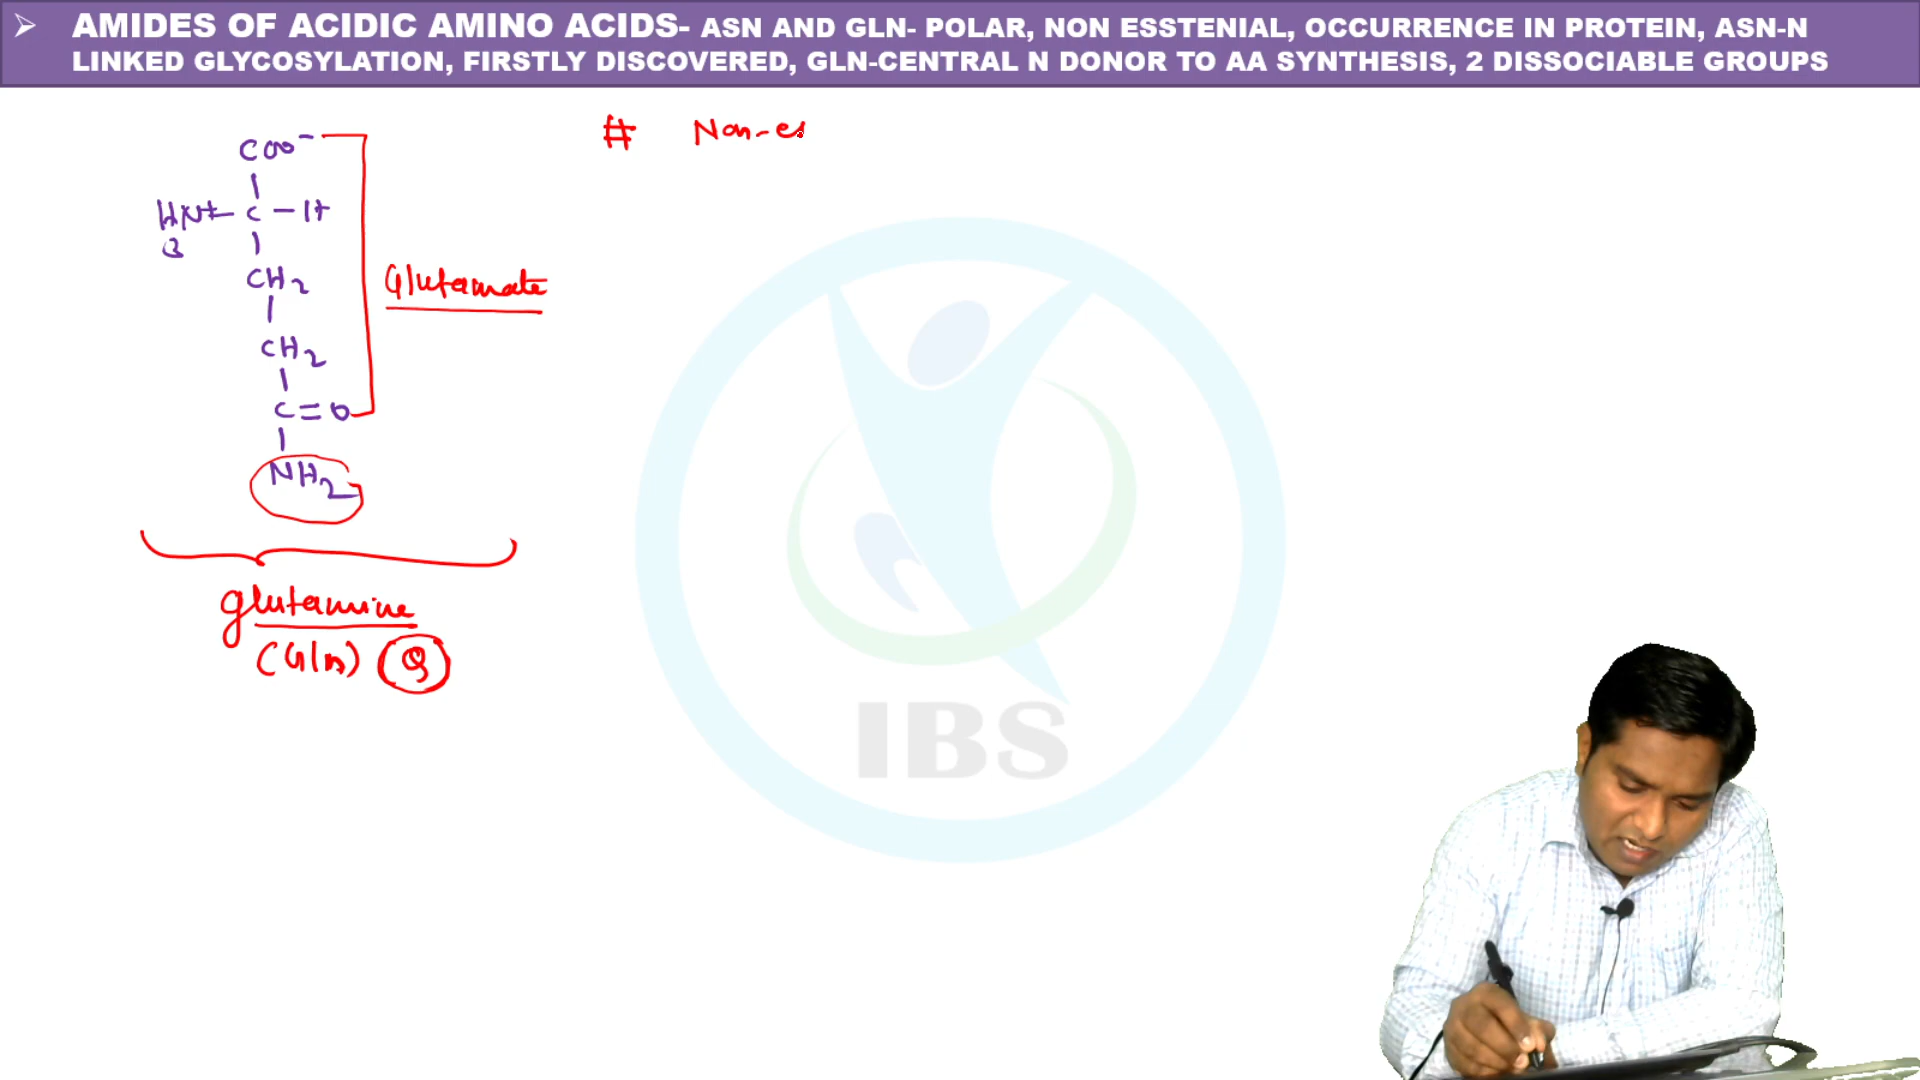 AMIDES OF ACIDIC AMINO ACIDS- ASN AND GLN- POLAR, NON ESSTENIAL, OCCURRENCE IN PROTEIN, ASN-N
LINKED GLYCOSYLATION, FIRSTLY DISCOVERED, GLN-CENTRAL N DONOR TO AA SYNTHESIS, 2 DISSOCIABLE GROUPS
# Non-es
COO⁻
H₃N⁺ - C - H
CH₂
Glutamate
CH₂
C=O
NH₂
glutamine
(Gln) Q
IBS